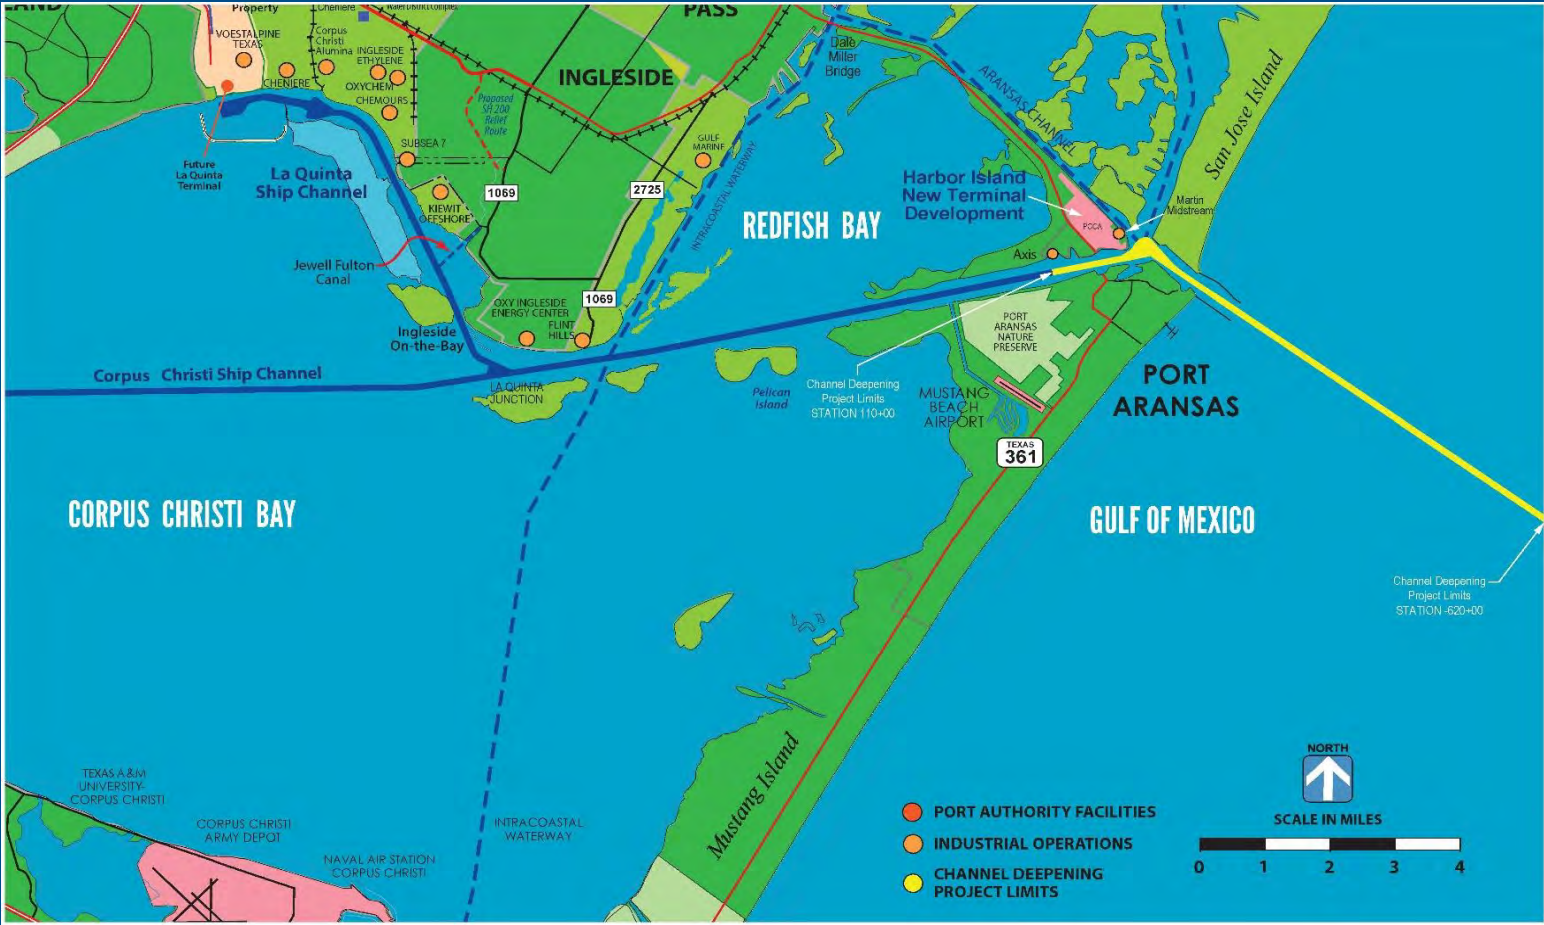 Property
Cheniere
PASS
VOESTALPINE
TEXAS
Corpus
Christi
Alumina
INGLESIDE
ETHYLENE
CHENIERE
OXYCHEM
CHEMOURS
INGLESIDE
Proposed
SH 200
Relief
Route
Dale
Miller
Bridge
ARANSAS CHANNEL
San Jose Island
SUBSEA 7
GULF
MARINE
Future
La Quinta
Terminal
La Quinta
Ship Channel
1069
2725
KIEWIT
OFFSHORE
INTRACOASTAL WATERWAY
REDFISH BAY
Harbor Island
New Terminal
Development
Martin
Midstream
PCCA
Axis
Jewell Fulton
Canal
OXY INGLESIDE
ENERGY CENTER
1069
FLINT
HILLS
Ingleside
On-the-Bay
PORT
ARANSAS
NATURE
PRESERVE
Corpus Christi Ship Channel
LA QUINTA
JUNCTION
Pelican
Island
Channel Deepening
Project Limits
STATION 110+00
MUSTANG
BEACH
AIRPORT
PORT
ARANSAS
TEXAS
361
CORPUS CHRISTI BAY
GULF OF MEXICO
Channel Deepening
Project Limits
STATION -620+00
Mustang Island
TEXAS A&M
UNIVERSITY-
CORPUS CHRISTI
CORPUS CHRISTI
ARMY DEPOT
NAVAL AIR STATION
CORPUS CHRISTI
INTRACOASTAL
WATERWAY
NORTH
SCALE IN MILES
0 1 2 3 4
PORT AUTHORITY FACILITIES
INDUSTRIAL OPERATIONS
CHANNEL DEEPENING
PROJECT LIMITS